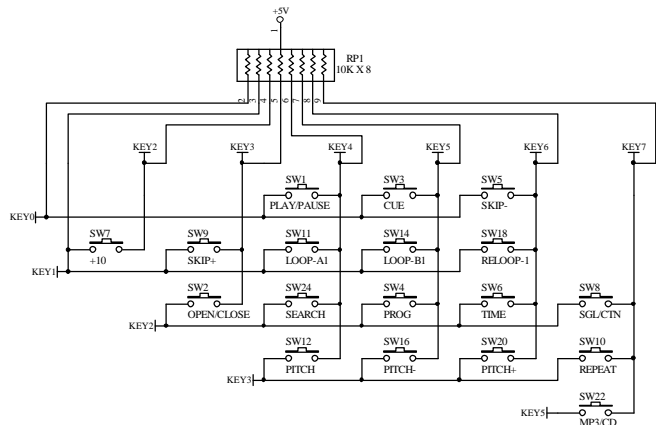 +5V
1
RP1
10K X 8
2 3 4 5 6 7 8 9
KEY2 KEY3 KEY4 KEY5 KEY6 KEY7
SW1 SW3 SW5
PLAY/PAUSE CUE SKIP-
KEY0
SW7 SW9 SW11 SW14 SW18
+10 SKIP+ LOOP-A1 LOOP-B1 RELOOP-1
KEY1
SW2 SW24 SW4 SW6 SW8
OPEN/CLOSE SEARCH PROG TIME SGL/CTN
KEY2
SW12 SW16 SW20 SW10
PITCH PITCH- PITCH+ REPEAT
KEY3
SW22
KEY5
MP3/CD